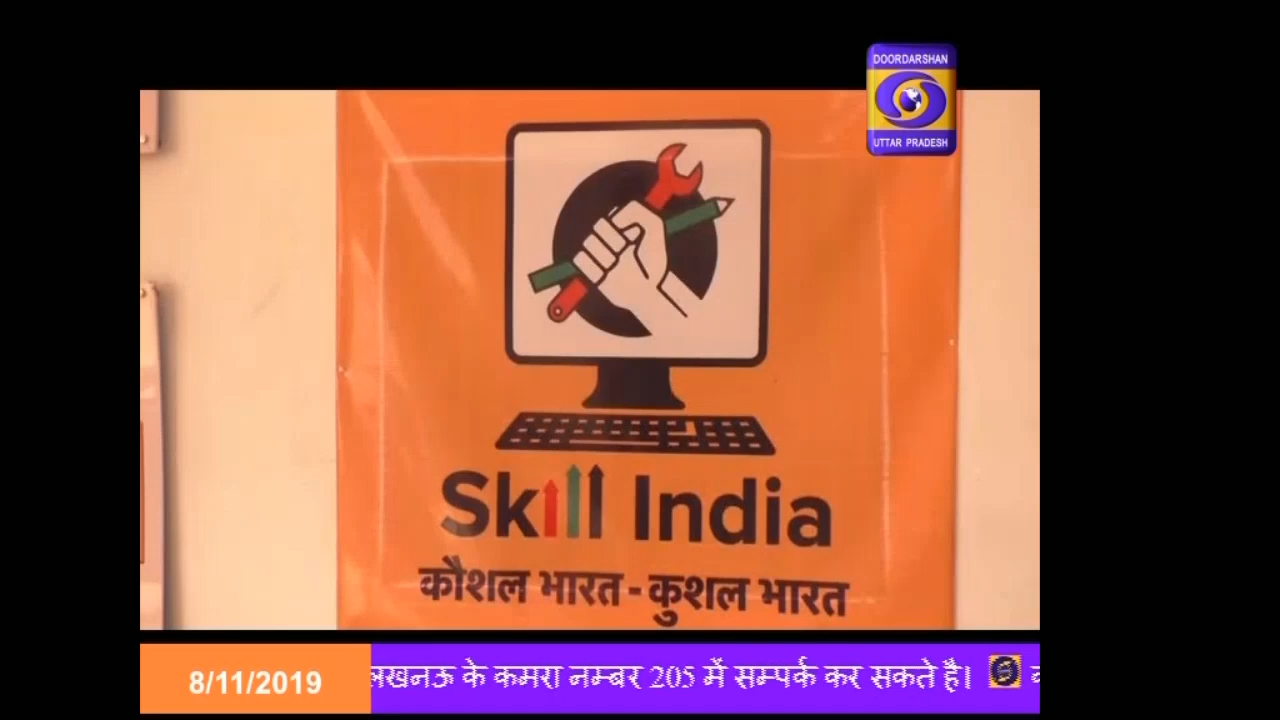 DOORDARSHAN
UTTAR PRADESH
Skill India
कौशल भारत - कुशल भारत
8/11/2019
लखनऊ के कमरा नम्बर 205 में सम्पर्क कर सकते है।